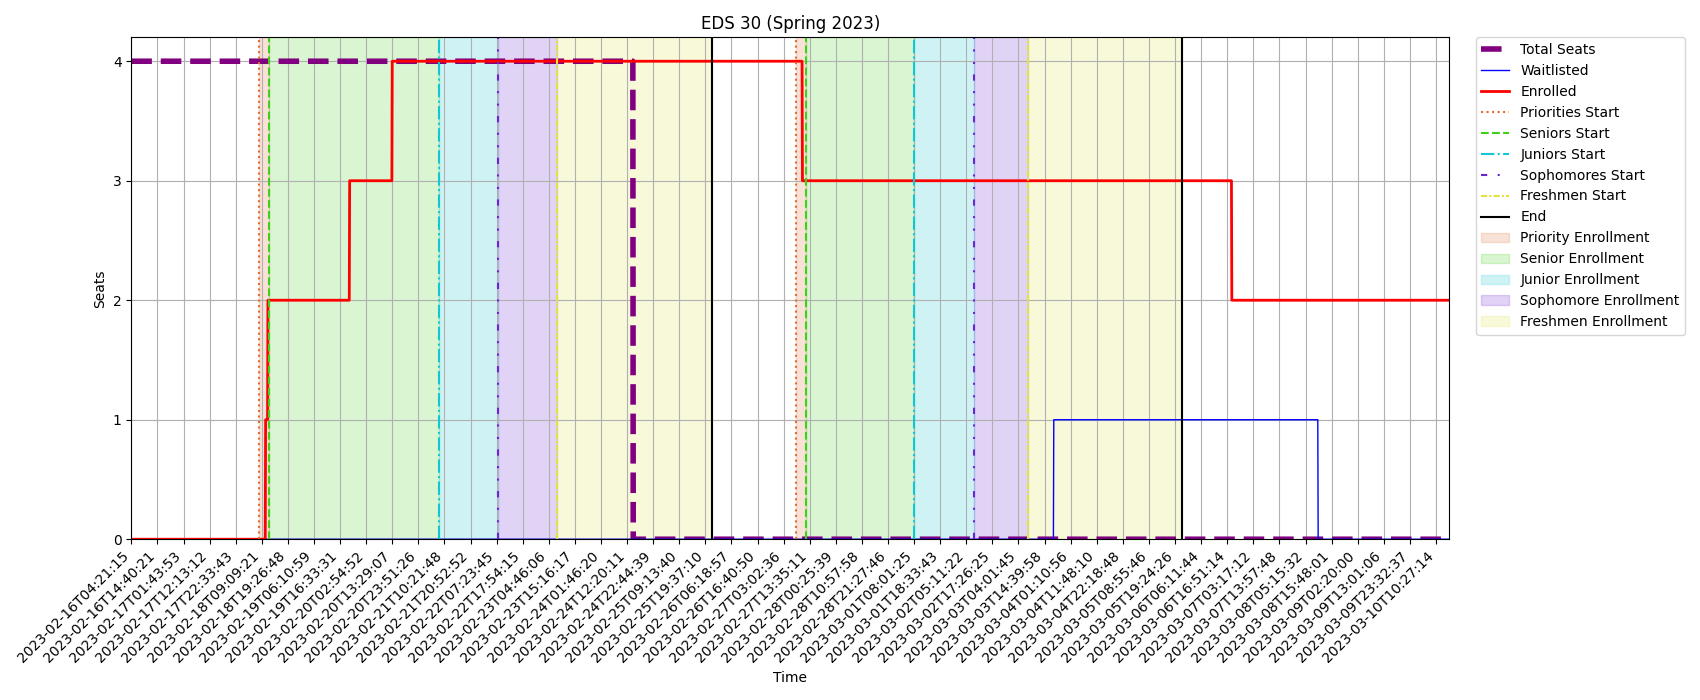 EDS 30 (Spring 2023)
Seats
4
3
2
1
0
2023-02-16T04:21:15
2023-02-16T14:40:21
2023-02-17T01:43:53
2023-02-17T12:13:12
2023-02-17T22:33:43
2023-02-18T09:09:21
2023-02-18T19:26:48
2023-02-19T06:10:59
2023-02-19T16:33:31
2023-02-20T02:54:52
2023-02-20T13:29:07
2023-02-20T23:51:26
2023-02-21T10:21:48
2023-02-21T20:52:52
2023-02-22T07:23:45
2023-02-22T17:54:15
2023-02-23T04:46:06
2023-02-23T15:16:17
2023-02-24T01:46:20
2023-02-24T12:20:11
2023-02-24T22:44:39
2023-02-25T09:13:40
2023-02-25T19:37:10
2023-02-26T06:18:57
2023-02-26T16:40:50
2023-02-27T03:02:36
2023-02-27T13:35:11
2023-02-28T00:25:39
2023-02-28T10:57:58
2023-02-28T21:27:46
2023-03-01T08:01:25
2023-03-01T18:33:43
2023-03-02T05:11:22
2023-03-02T17:26:25
2023-03-03T04:01:45
2023-03-03T14:39:58
2023-03-04T01:10:56
2023-03-04T11:48:10
2023-03-04T22:18:48
2023-03-05T08:55:46
2023-03-05T19:24:26
2023-03-06T06:11:44
2023-03-06T16:51:14
2023-03-07T03:17:12
2023-03-07T13:57:48
2023-03-08T05:15:32
2023-03-08T15:48:01
2023-03-09T02:20:00
2023-03-09T13:01:06
2023-03-09T23:32:37
2023-03-10T10:27:14
Time
Total Seats
Waitlisted
Enrolled
Priorities Start
Seniors Start
Juniors Start
Sophomores Start
Freshmen Start
End
Priority Enrollment
Senior Enrollment
Junior Enrollment
Sophomore Enrollment
Freshmen Enrollment